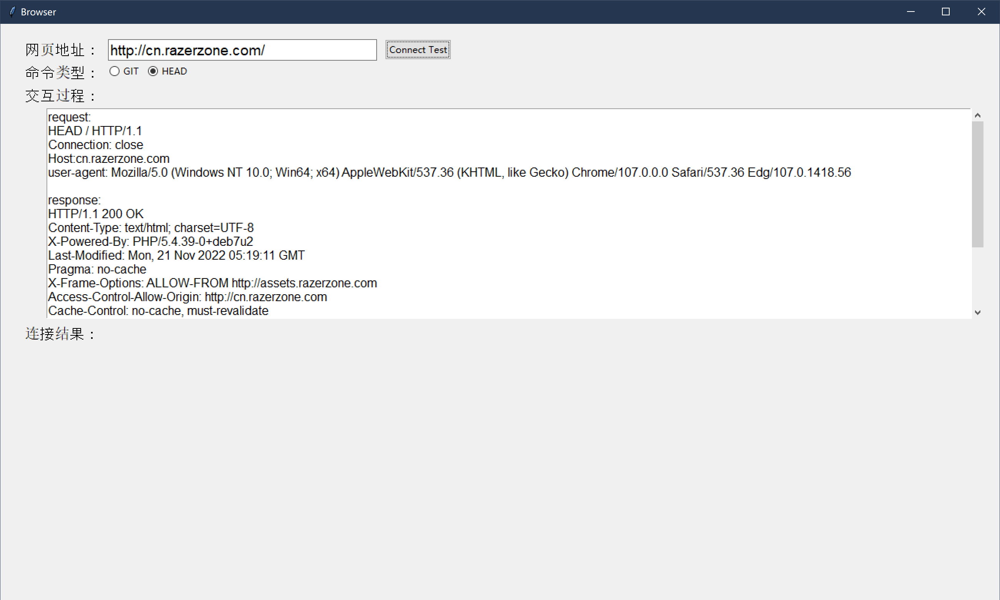 Browser
网页地址： http://cn.razerzone.com/ Connect Test
命令类型： GIT HEAD
交互过程：
request:
HEAD / HTTP/1.1
Connection: close
Host:cn.razerzone.com
user-agent: Mozilla/5.0 (Windows NT 10.0; Win64; x64) AppleWebKit/537.36 (KHTML, like Gecko) Chrome/107.0.0.0 Safari/537.36 Edg/107.0.1418.56
response:
HTTP/1.1 200 OK
Content-Type: text/html; charset=UTF-8
X-Powered-By: PHP/5.4.39-0+deb7u2
Last-Modified: Mon, 21 Nov 2022 05:19:11 GMT
Pragma: no-cache
X-Frame-Options: ALLOW-FROM http://assets.razerzone.com
Access-Control-Allow-Origin: http://cn.razerzone.com
Cache-Control: no-cache, must-revalidate
连接结果：